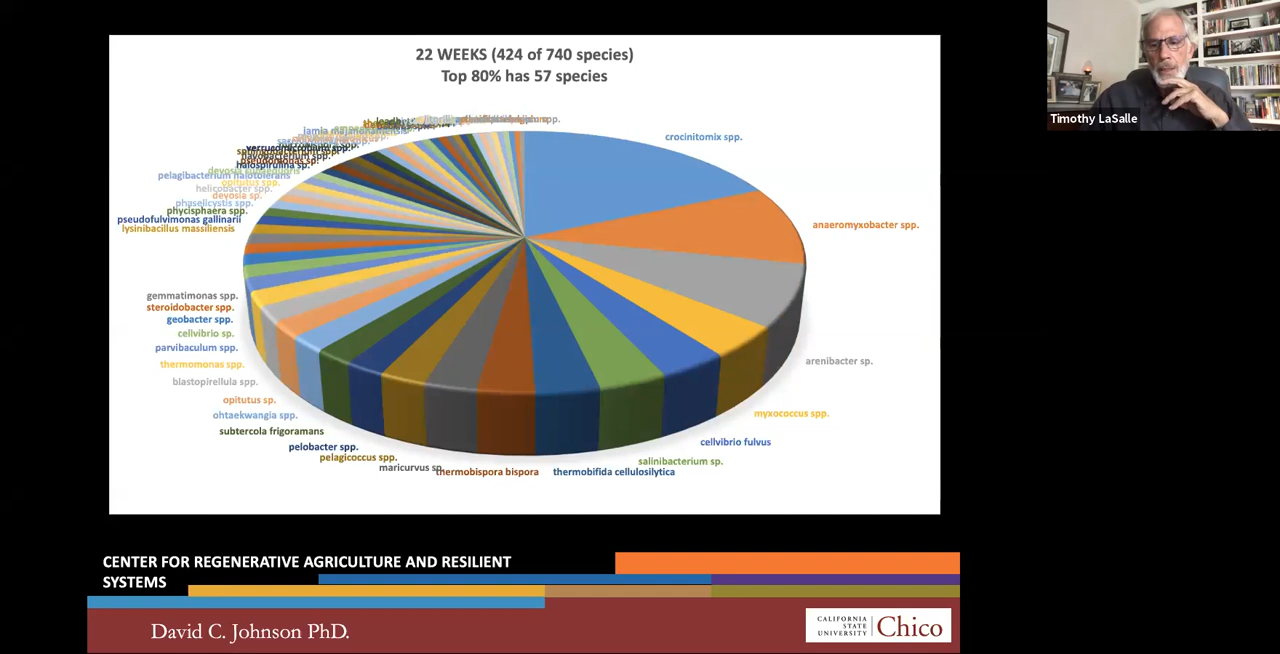 22 WEEKS (424 of 740 species)
Top 80% has 57 species
crocinitomix spp.
anaeromyxobacter spp.
arenibacter sp.
myxococcus spp.
cellvibrio fulvus
salinibacterium sp.
thermobifida cellulosilytica
thermobispora bispora
maricurvus sp.
pelagicoccus spp.
pelobacter spp.
subtercola frigoramans
ohtaekwangia spp.
opitutus sp.
blastopirellula spp.
thermomonas spp.
parvibaculum spp.
cellvibrio sp.
geobacter spp.
steroidobacter spp.
gemmatimonas spp.
lysinibacillus massiliensis
pseudofulvimonas gallinarii
phycisphaera spp.
phaselicystis spp.
devosia sp.
helicobacter spp.
opitutus spp.
pelagibacterium halotolerans
halospirulina sp.
Timothy LaSalle
CENTER FOR REGENERATIVE AGRICULTURE AND RESILIENT
SYSTEMS
David C. Johnson PhD.
CALIFORNIA
STATE
UNIVERSITY
Chico